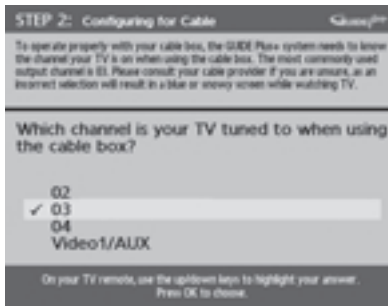 STEP 2: Configuring for Cable
To operate properly with your cable box, the GUIDE Plus+ system needs to know
the channel your TV is on when using the cable box. The most commonly used
output channel is 03. Please consult your cable provider if you are unsure, as an
incorrect selection will result in a blue or snowy screen while watching TV.
Which channel is your TV tuned to when using
the cable box?
02
✓ 03
04
Video1/AUX
On your TV remote, use the up/down keys to highlight your answer.
Press OK to choose.